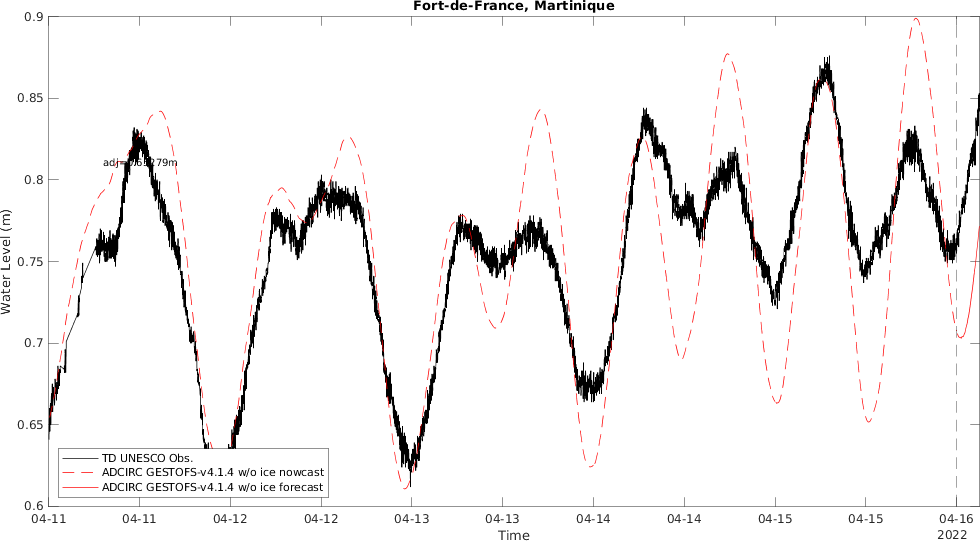 Fort-de-France, Martinique
0.9
0.85
0.8
0.75
0.7
0.65
0.6
Water Level (m)
TD UNESCO Obs.
ADCIRC GESTOFS-v4.1.4 w/o ice nowcast
ADCIRC GESTOFS-v4.1.4 w/o ice forecast
04-11 04-11 04-12 04-12 04-13 04-13 04-14 04-14 04-15 04-15 04-16
Time
2022